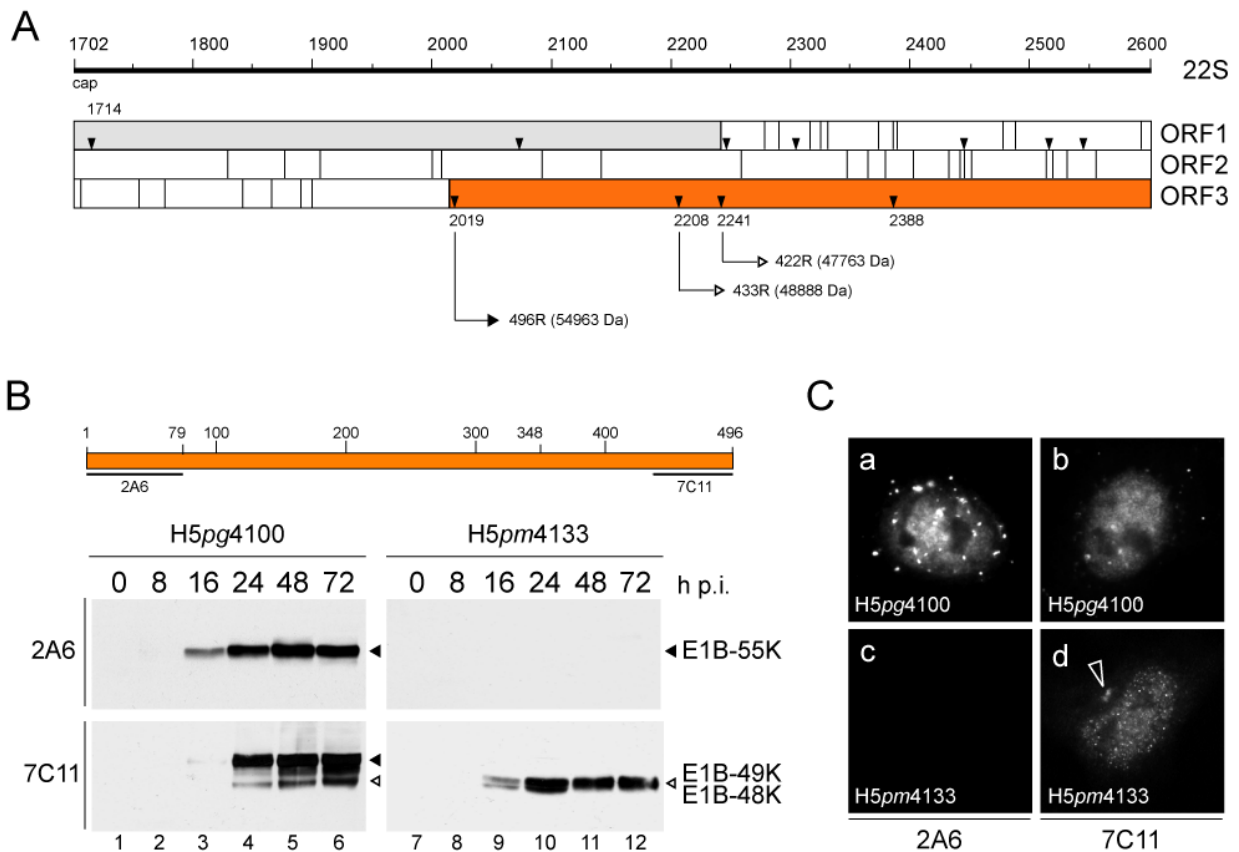 A
1702 1800 1900 2000 2100 2200 2300 2400 2500 2600
22S
cap
1714
ORF1
ORF2
ORF3
2019 2208 2241 2388
422R (47763 Da)
433R (48888 Da)
496R (54963 Da)
B
1 79 100 200 300 348 400 496
2A6 7C11
H5pg4100 H5pm4133
0 8 16 24 48 72 0 8 16 24 48 72 h p.i.
2A6 E1B-55K
7C11 E1B-49K
E1B-48K
1 2 3 4 5 6 7 8 9 10 11 12
C
a b
H5pg4100 H5pg4100
c d
H5pm4133 H5pm4133
2A6 7C11